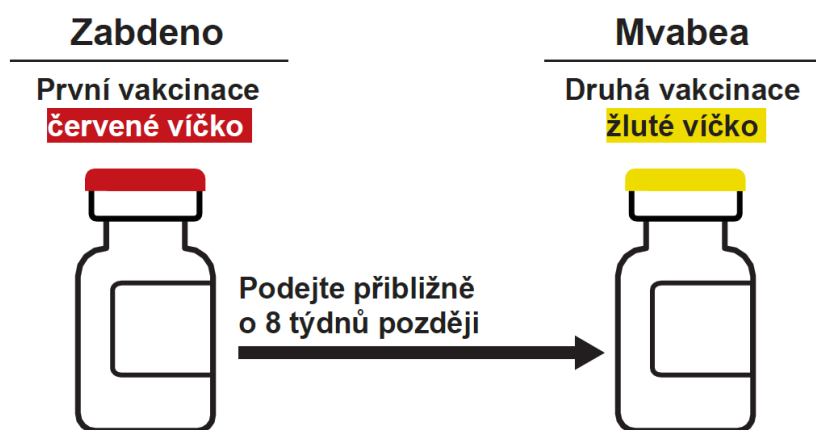 Zabdeno
První vakcinace
červené víčko
Mvabea
Druhá vakcinace
žluté víčko
Podejte přibližně
o 8 týdnů později